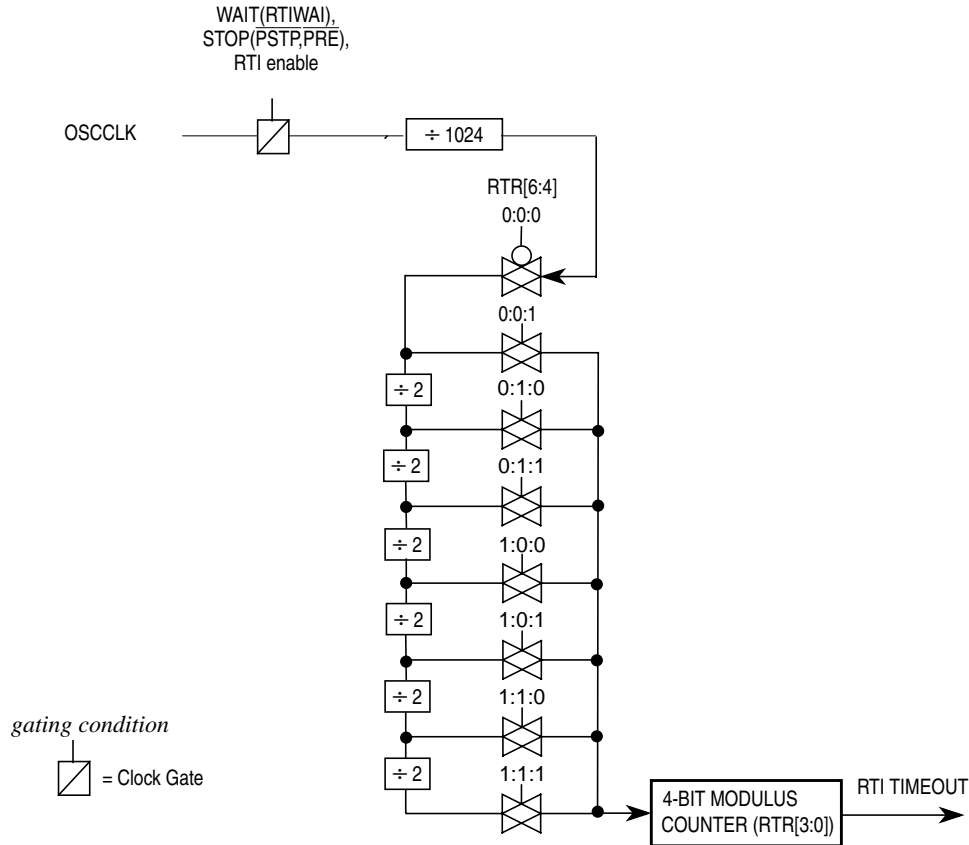 WAIT(RTIWAI),
STOP(PSTP,PRE),
RTI enable
OSCCLK
÷ 1024
RTR[6:4]
0:0:0
0:0:1
÷ 2
0:1:0
÷ 2
0:1:1
÷ 2
1:0:0
÷ 2
1:0:1
÷ 2
1:1:0
÷ 2
1:1:1
gating condition
= Clock Gate
4-BIT MODULUS
COUNTER (RTR[3:0])
RTI TIMEOUT